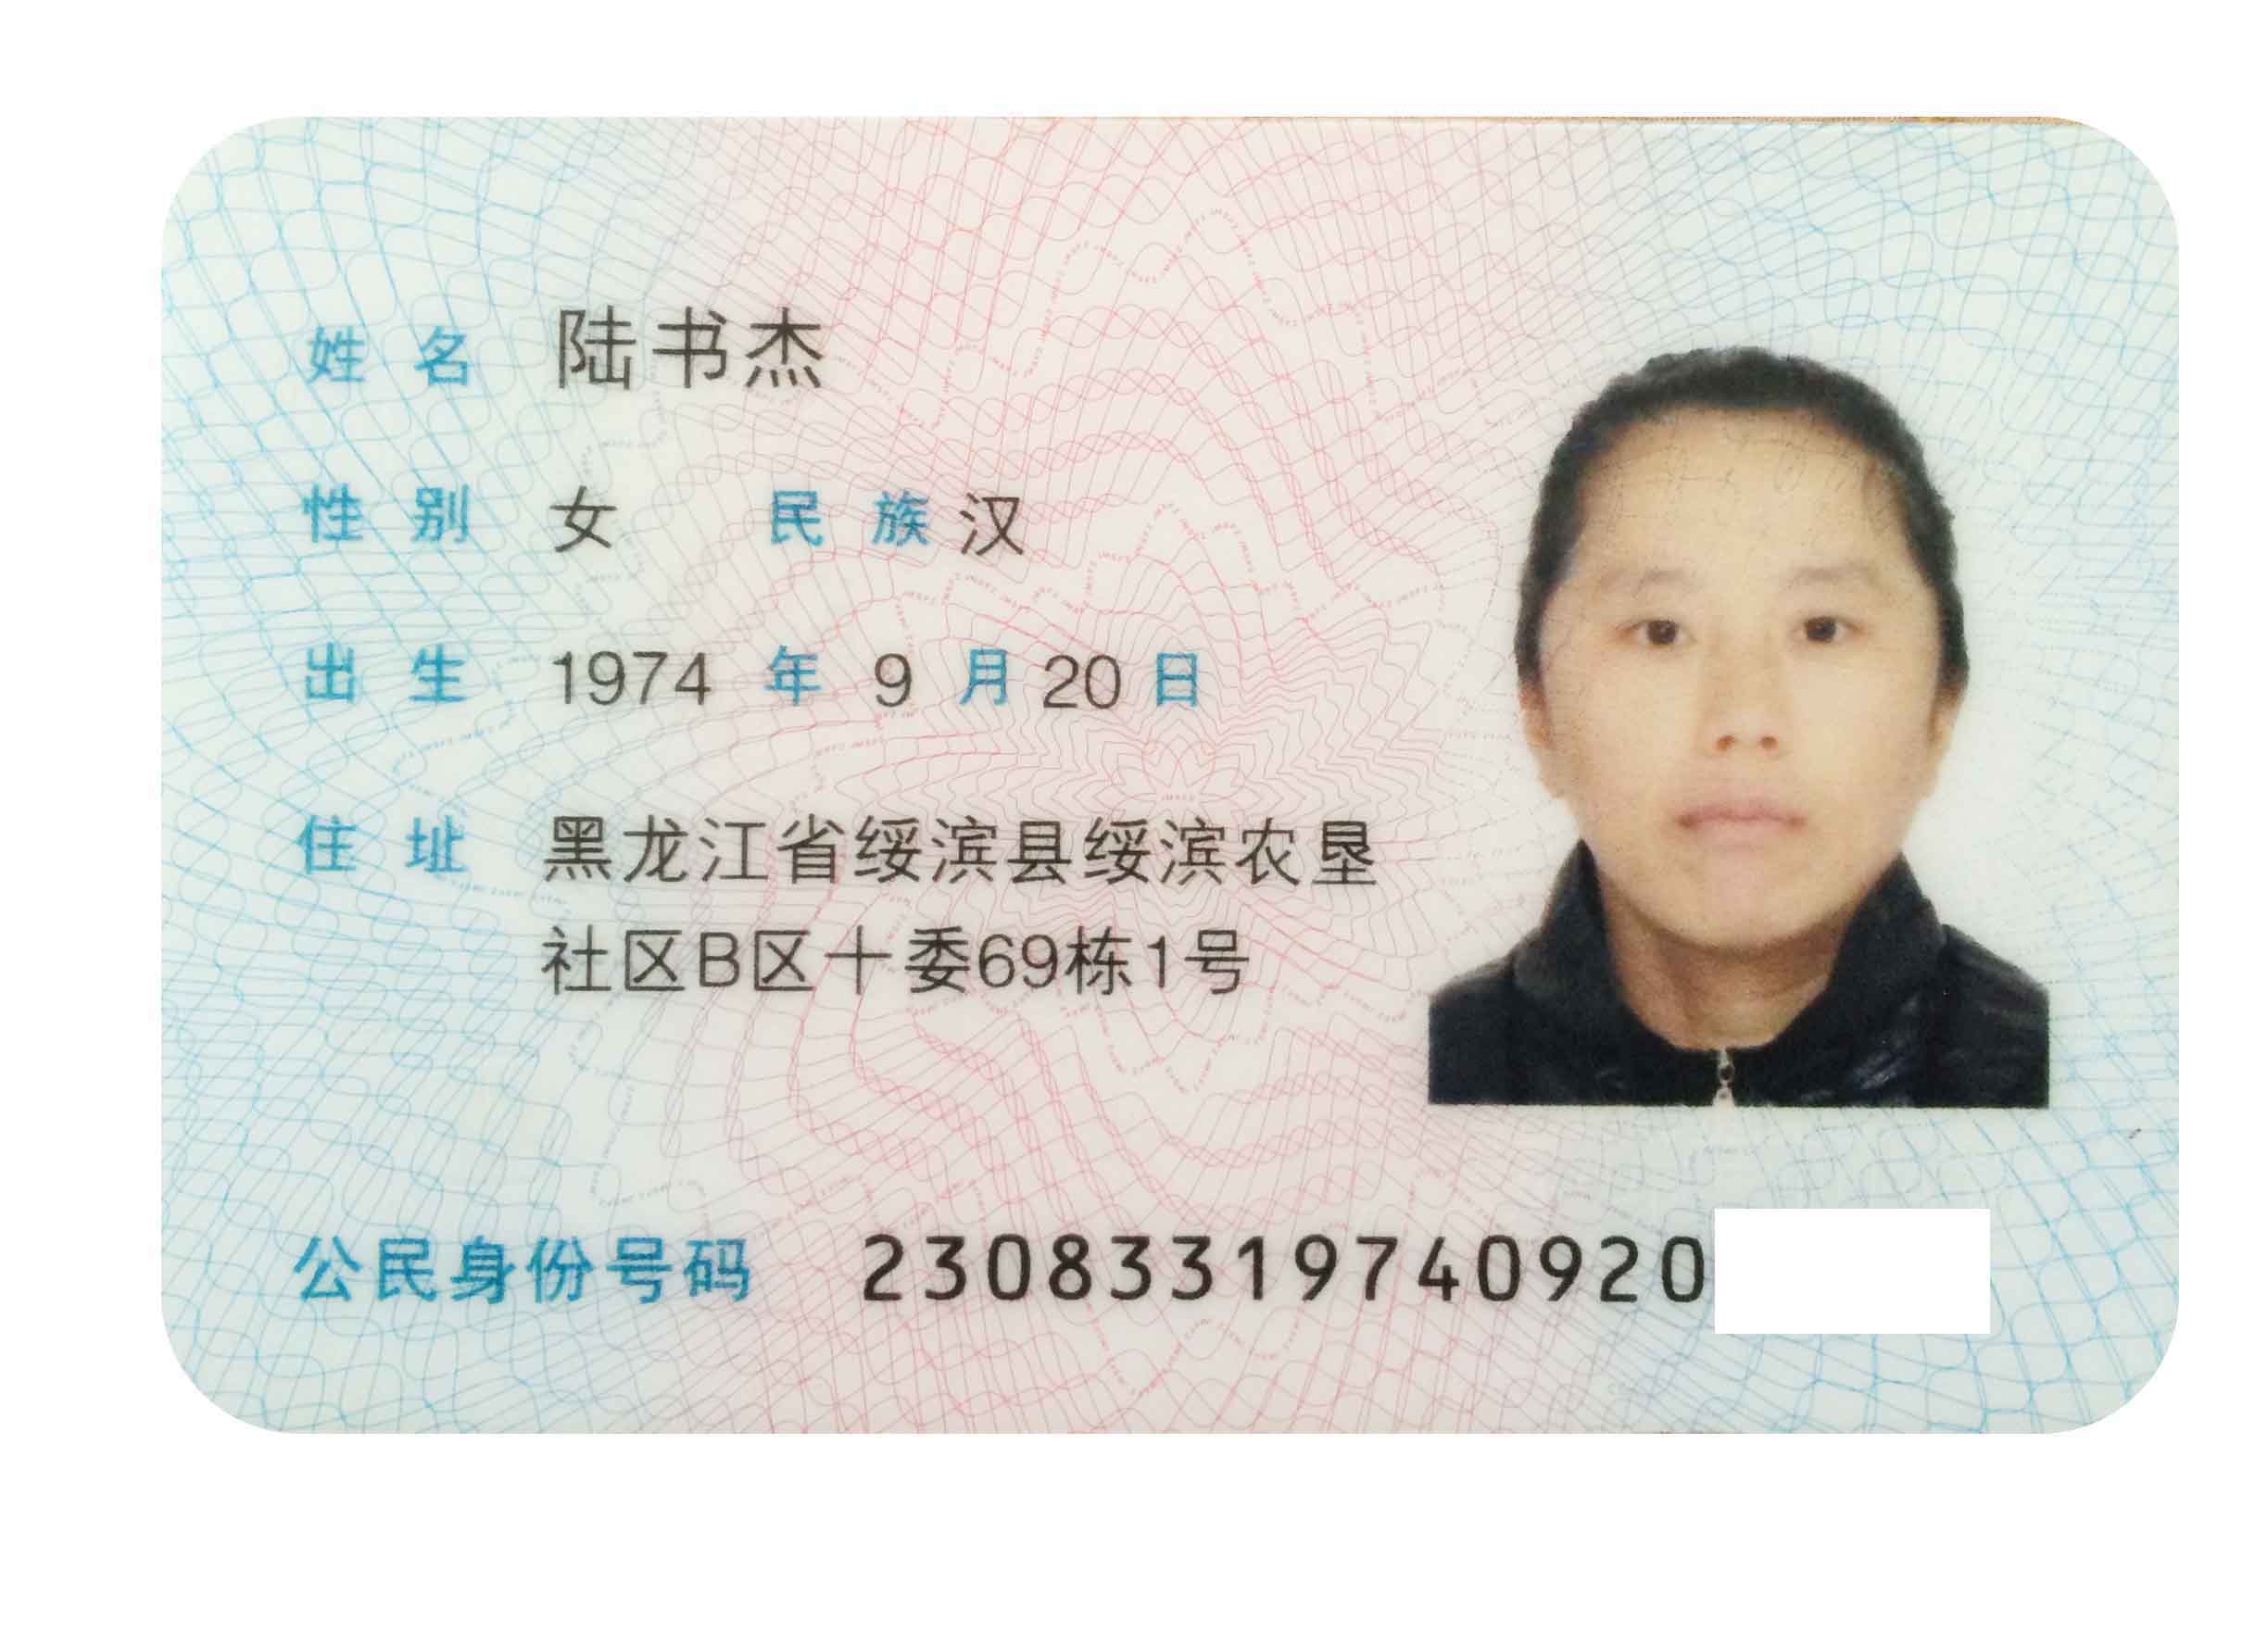 姓名 陆书杰
性别 女 民族 汉
出生 1974 年 9 月 20 日
住址 黑龙江省绥滨县绥滨农垦
社区B区十委69栋1号
公民身份号码 23083319740920